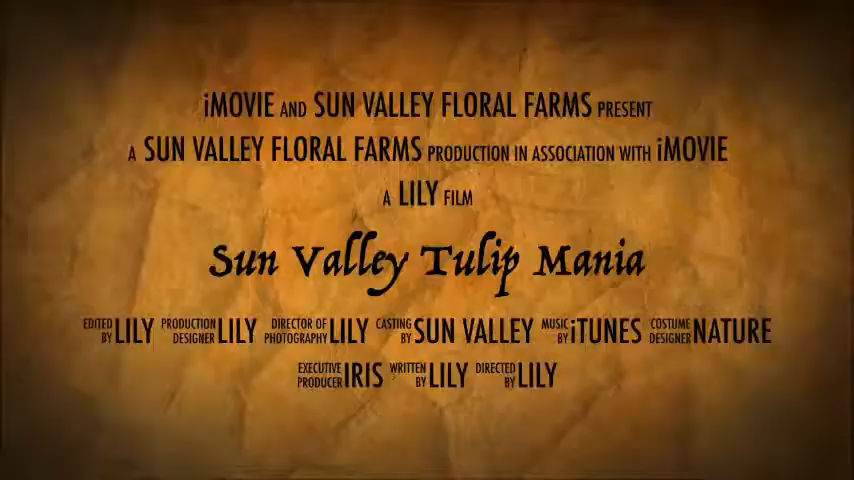 iMOVIE AND SUN VALLEY FLORAL FARMS PRESENT
A SUN VALLEY FLORAL FARMS PRODUCTION IN ASSOCIATION WITH iMOVIE
A LILY FILM
Sun Valley Tulip Mania
EDITED BY LILY PRODUCTION DESIGNER LILY DIRECTOR OF PHOTOGRAPHY LILY CASTING BY SUN VALLEY MUSIC BY iTUNES COSTUME DESIGNER NATURE
EXECUTIVE PRODUCER IRIS WRITTEN BY LILY DIRECTED BY LILY